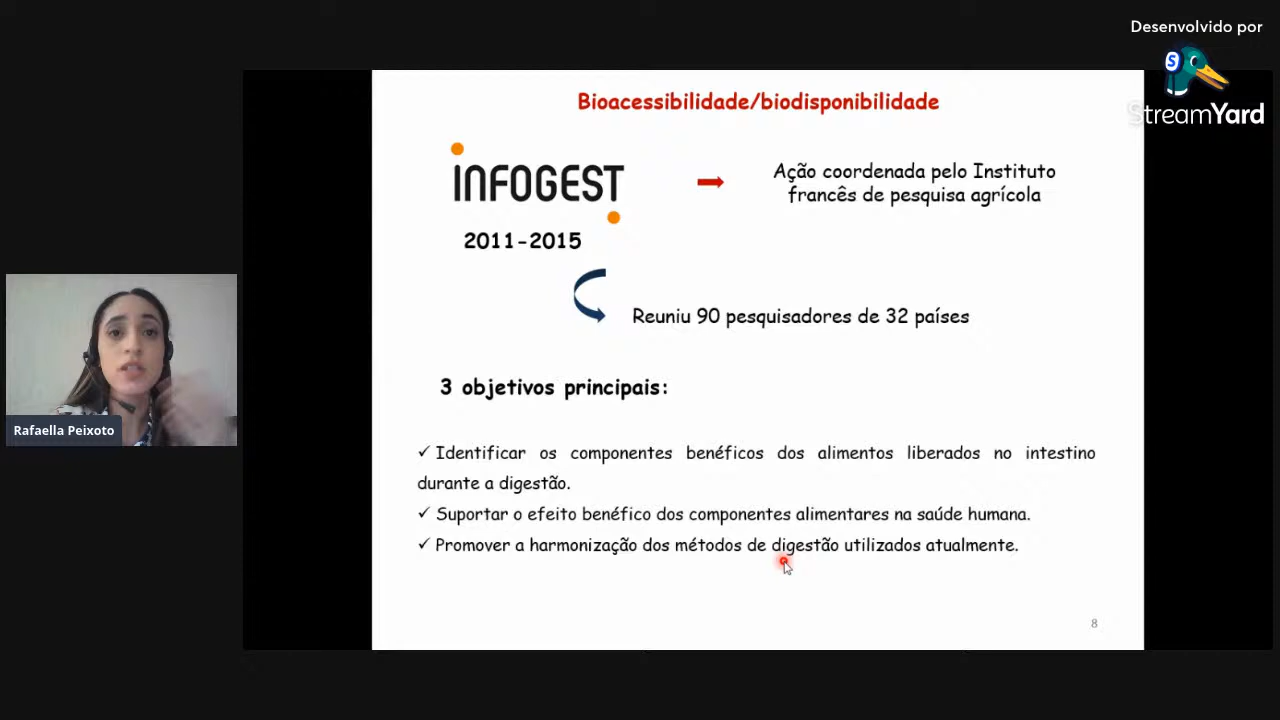 Desenvolvido por
S
StreamYard
Bioacessibilidade/biodisponibilidade
INFOGEST
Ação coordenada pelo Instituto
francês de pesquisa agrícola
2011-2015
Reuniu 90 pesquisadores de 32 países
3 objetivos principais:
Rafaella Peixoto
✓ Identificar os componentes benéficos dos alimentos liberados no intestino
durante a digestão.
✓ Suportar o efeito benéfico dos componentes alimentares na saúde humana.
✓ Promover a harmonização dos métodos de digestão utilizados atualmente.
8